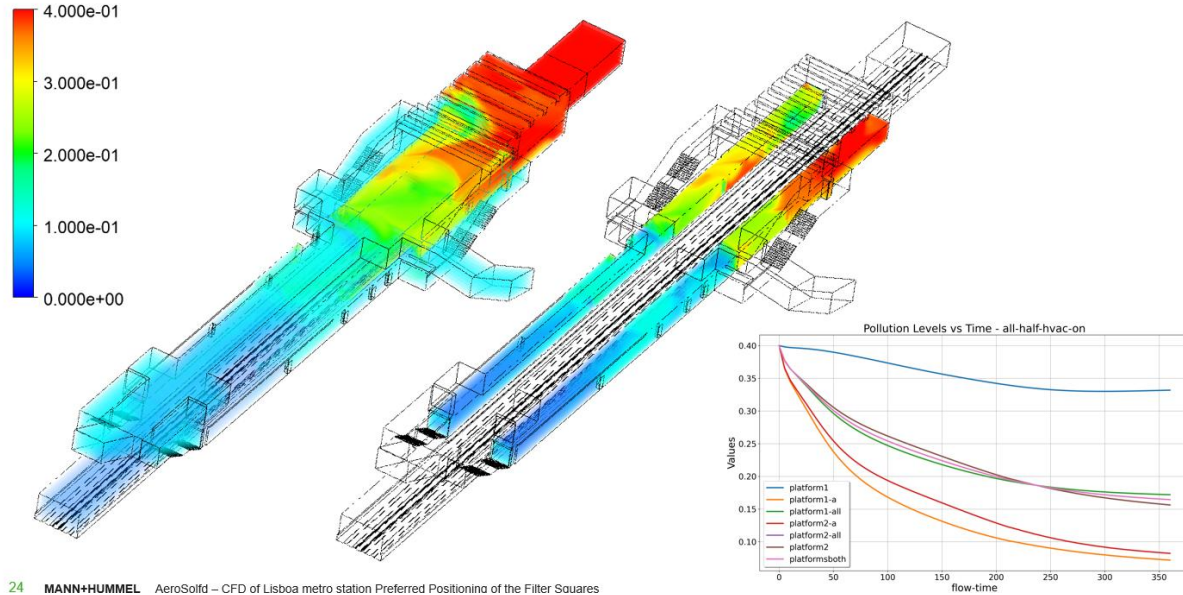 4.000e-01
3.000e-01
2.000e-01
1.000e-01
0.000e+00
Pollution Levels vs Time - all-half-hvac-on
0.40
0.35
0.30
0.25
0.20
0.15
0.10
Values
platform1
platform1-a
platform1-all
platform2-a
platform2-all
platform2
platformsboth
0 50 100 150 200 250 300 350
flow-time
24 MANN+HUMMEL AeroSolfd – CFD of Lisboa metro station Preferred Positioning of the Filter Squares